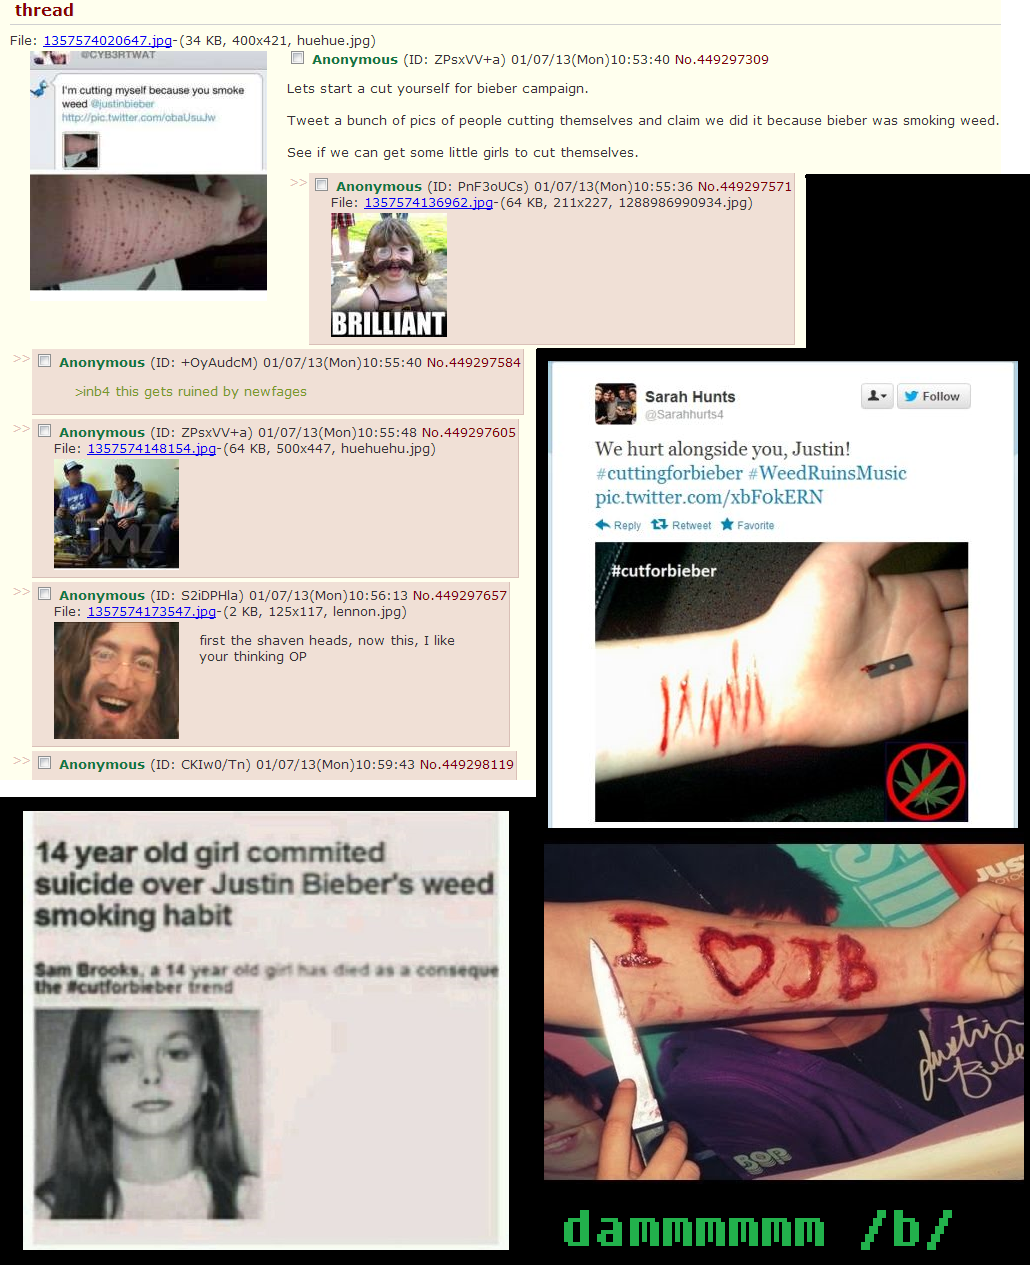 thread
File: 1357574020647.jpg-(34 KB, 400x421, huehue.jpg)
@CYB3RTWAT
I'm cutting myself because you smoke
weed @justinbieber
http://pic.twitter.com/obaUsuJw
Anonymous (ID: ZPsxVV+a) 01/07/13(Mon)10:53:40 No.449297309
Lets start a cut yourself for bieber campaign.
Tweet a bunch of pics of people cutting themselves and claim we did it because bieber was smoking weed.
See if we can get some little girls to cut themselves.
>> Anonymous (ID: PnF3oUCs) 01/07/13(Mon)10:55:36 No.449297571
File: 1357574136962.jpg-(64 KB, 211x227, 1288986990934.jpg)
BRILLIANT
>> Anonymous (ID: +OyAudcM) 01/07/13(Mon)10:55:40 No.449297584
>inb4 this gets ruined by newfages
>> Anonymous (ID: ZPsxVV+a) 01/07/13(Mon)10:55:48 No.449297605
File: 1357574148154.jpg-(64 KB, 500x447, huehuehu.jpg)
TMZ
>> Anonymous (ID: S2iDPHla) 01/07/13(Mon)10:56:13 No.449297657
File: 1357574173547.jpg-(2 KB, 125x117, lennon.jpg)
first the shaven heads, now this, I like
your thinking OP
>> Anonymous (ID: CKIw0/Tn) 01/07/13(Mon)10:59:43 No.449298119
Sarah Hunts
@Sarahhurts4
Follow
We hurt alongside you, Justin!
#cuttingforbieber #WeedRuinsMusic
pic.twitter.com/xbFokERN
Reply Retweet Favorite
#cutforbieber
14 year old girl commited
suicide over Justin Bieber's weed
smoking habit
Sam Brooks, a 14 year old girl has died as a conseque
the #cutforbieber trend
JUS
I ♡ JB
Justin
Biebe
BOP
dammmmmm /b/